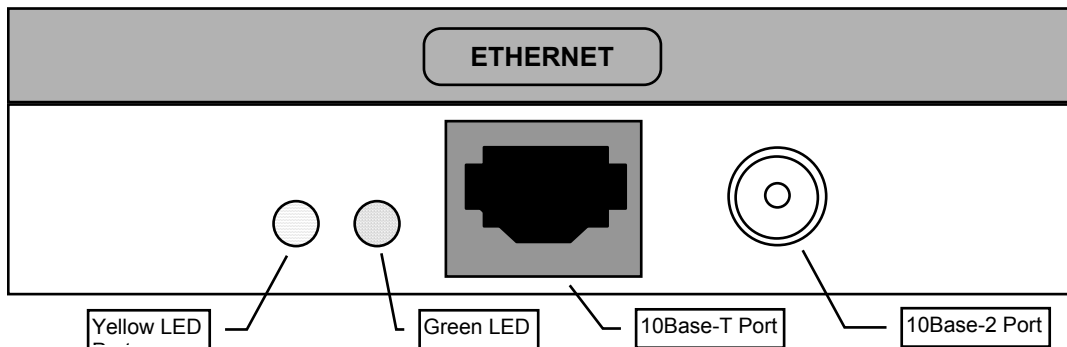 ETHERNET
Yellow LED
Green LED
10Base-T Port
10Base-2 Port